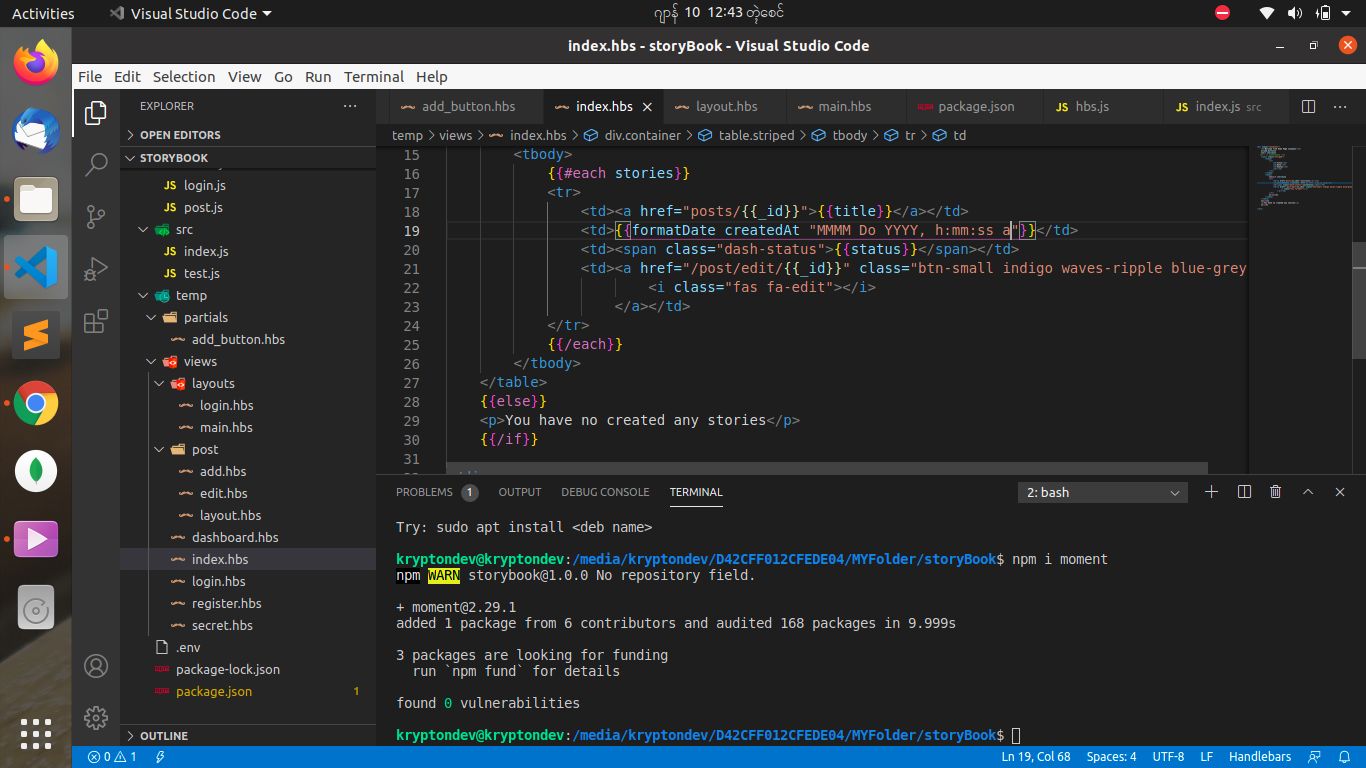 Activities
Visual Studio Code
ဂျာန် 10 12:43 တွဲစေင်
index.hbs - storyBook - Visual Studio Code
File Edit Selection View Go Run Terminal Help
EXPLORER
OPEN EDITORS
STORYBOOK
JS login.js
JS post.js
src
JS index.js
JS test.js
temp
partials
add_button.hbs
views
layouts
login.hbs
main.hbs
post
add.hbs
edit.hbs
layout.hbs
dashboard.hbs
index.hbs
login.hbs
register.hbs
secret.hbs
.env
package-lock.json
package.json 1
OUTLINE
add_button.hbs index.hbs layout.hbs main.hbs package.json JS hbs.js JS index.js src
temp > views > index.hbs > div.container > table.striped > tbody > tr > td
15 <tbody>
16 {{#each stories}}
17 <tr>
18 <td><a href="posts/{{_id}}">{{title}}</a></td>
19 <td>{{formatDate createdAt "MMMM Do YYYY, h:mm:ss a"}}</td>
20 <td><span class="dash-status">{{status}}</span></td>
21 <td><a href="/post/edit/{{_id}}" class="btn-small indigo waves-ripple blue-grey
22 <i class="fas fa-edit"></i>
23 </a></td>
24 </tr>
25 {{/each}}
26 </tbody>
27 </table>
28 {{else}}
29 <p>You have no created any stories</p>
30 {{/if}}
31
PROBLEMS 1 OUTPUT DEBUG CONSOLE TERMINAL 2: bash
Try: sudo apt install <deb name>
kryptondev@kryptondev:/media/kryptondev/D42CFF012CFEDE04/MYFolder/storyBook$ npm i moment
npm WARN storybook@1.0.0 No repository field.
+ moment@2.29.1
added 1 package from 6 contributors and audited 168 packages in 9.999s
3 packages are looking for funding
run `npm fund` for details
found 0 vulnerabilities
kryptondev@kryptondev:/media/kryptondev/D42CFF012CFEDE04/MYFolder/storyBook$
0 1 Ln 19, Col 68 Spaces: 4 UTF-8 LF Handlebars